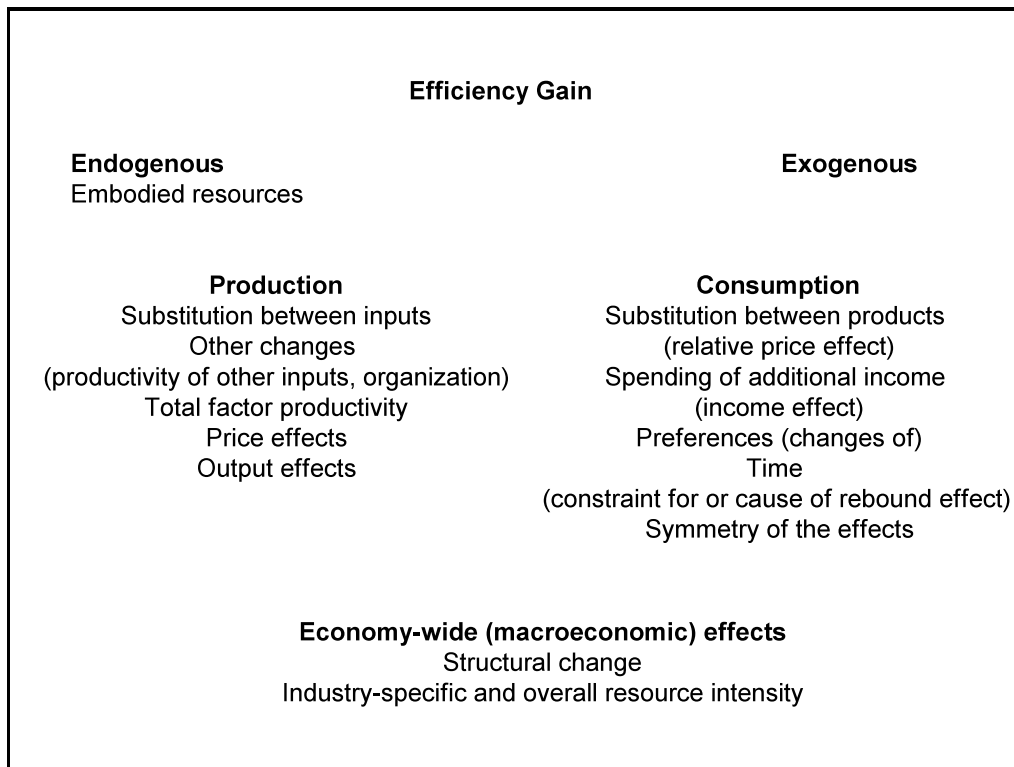 Efficiency Gain
Endogenous
Embodied resources
Exogenous
Production
Substitution between inputs
Other changes
(productivity of other inputs, organization)
Total factor productivity
Price effects
Output effects
Consumption
Substitution between products
(relative price effect)
Spending of additional income
(income effect)
Preferences (changes of)
Time
(constraint for or cause of rebound effect)
Symmetry of the effects
Economy-wide (macroeconomic) effects
Structural change
Industry-specific and overall resource intensity